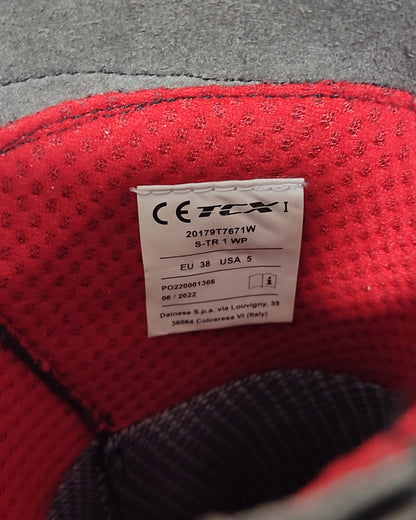 CE TCX I
20179T7671W
S-TR 1 WP
EU 38 USA 5
PO220001366
06 / 2022
i
Dainese S.p.a. via Louvigny, 35
36064 Colceresa VI (Italy)